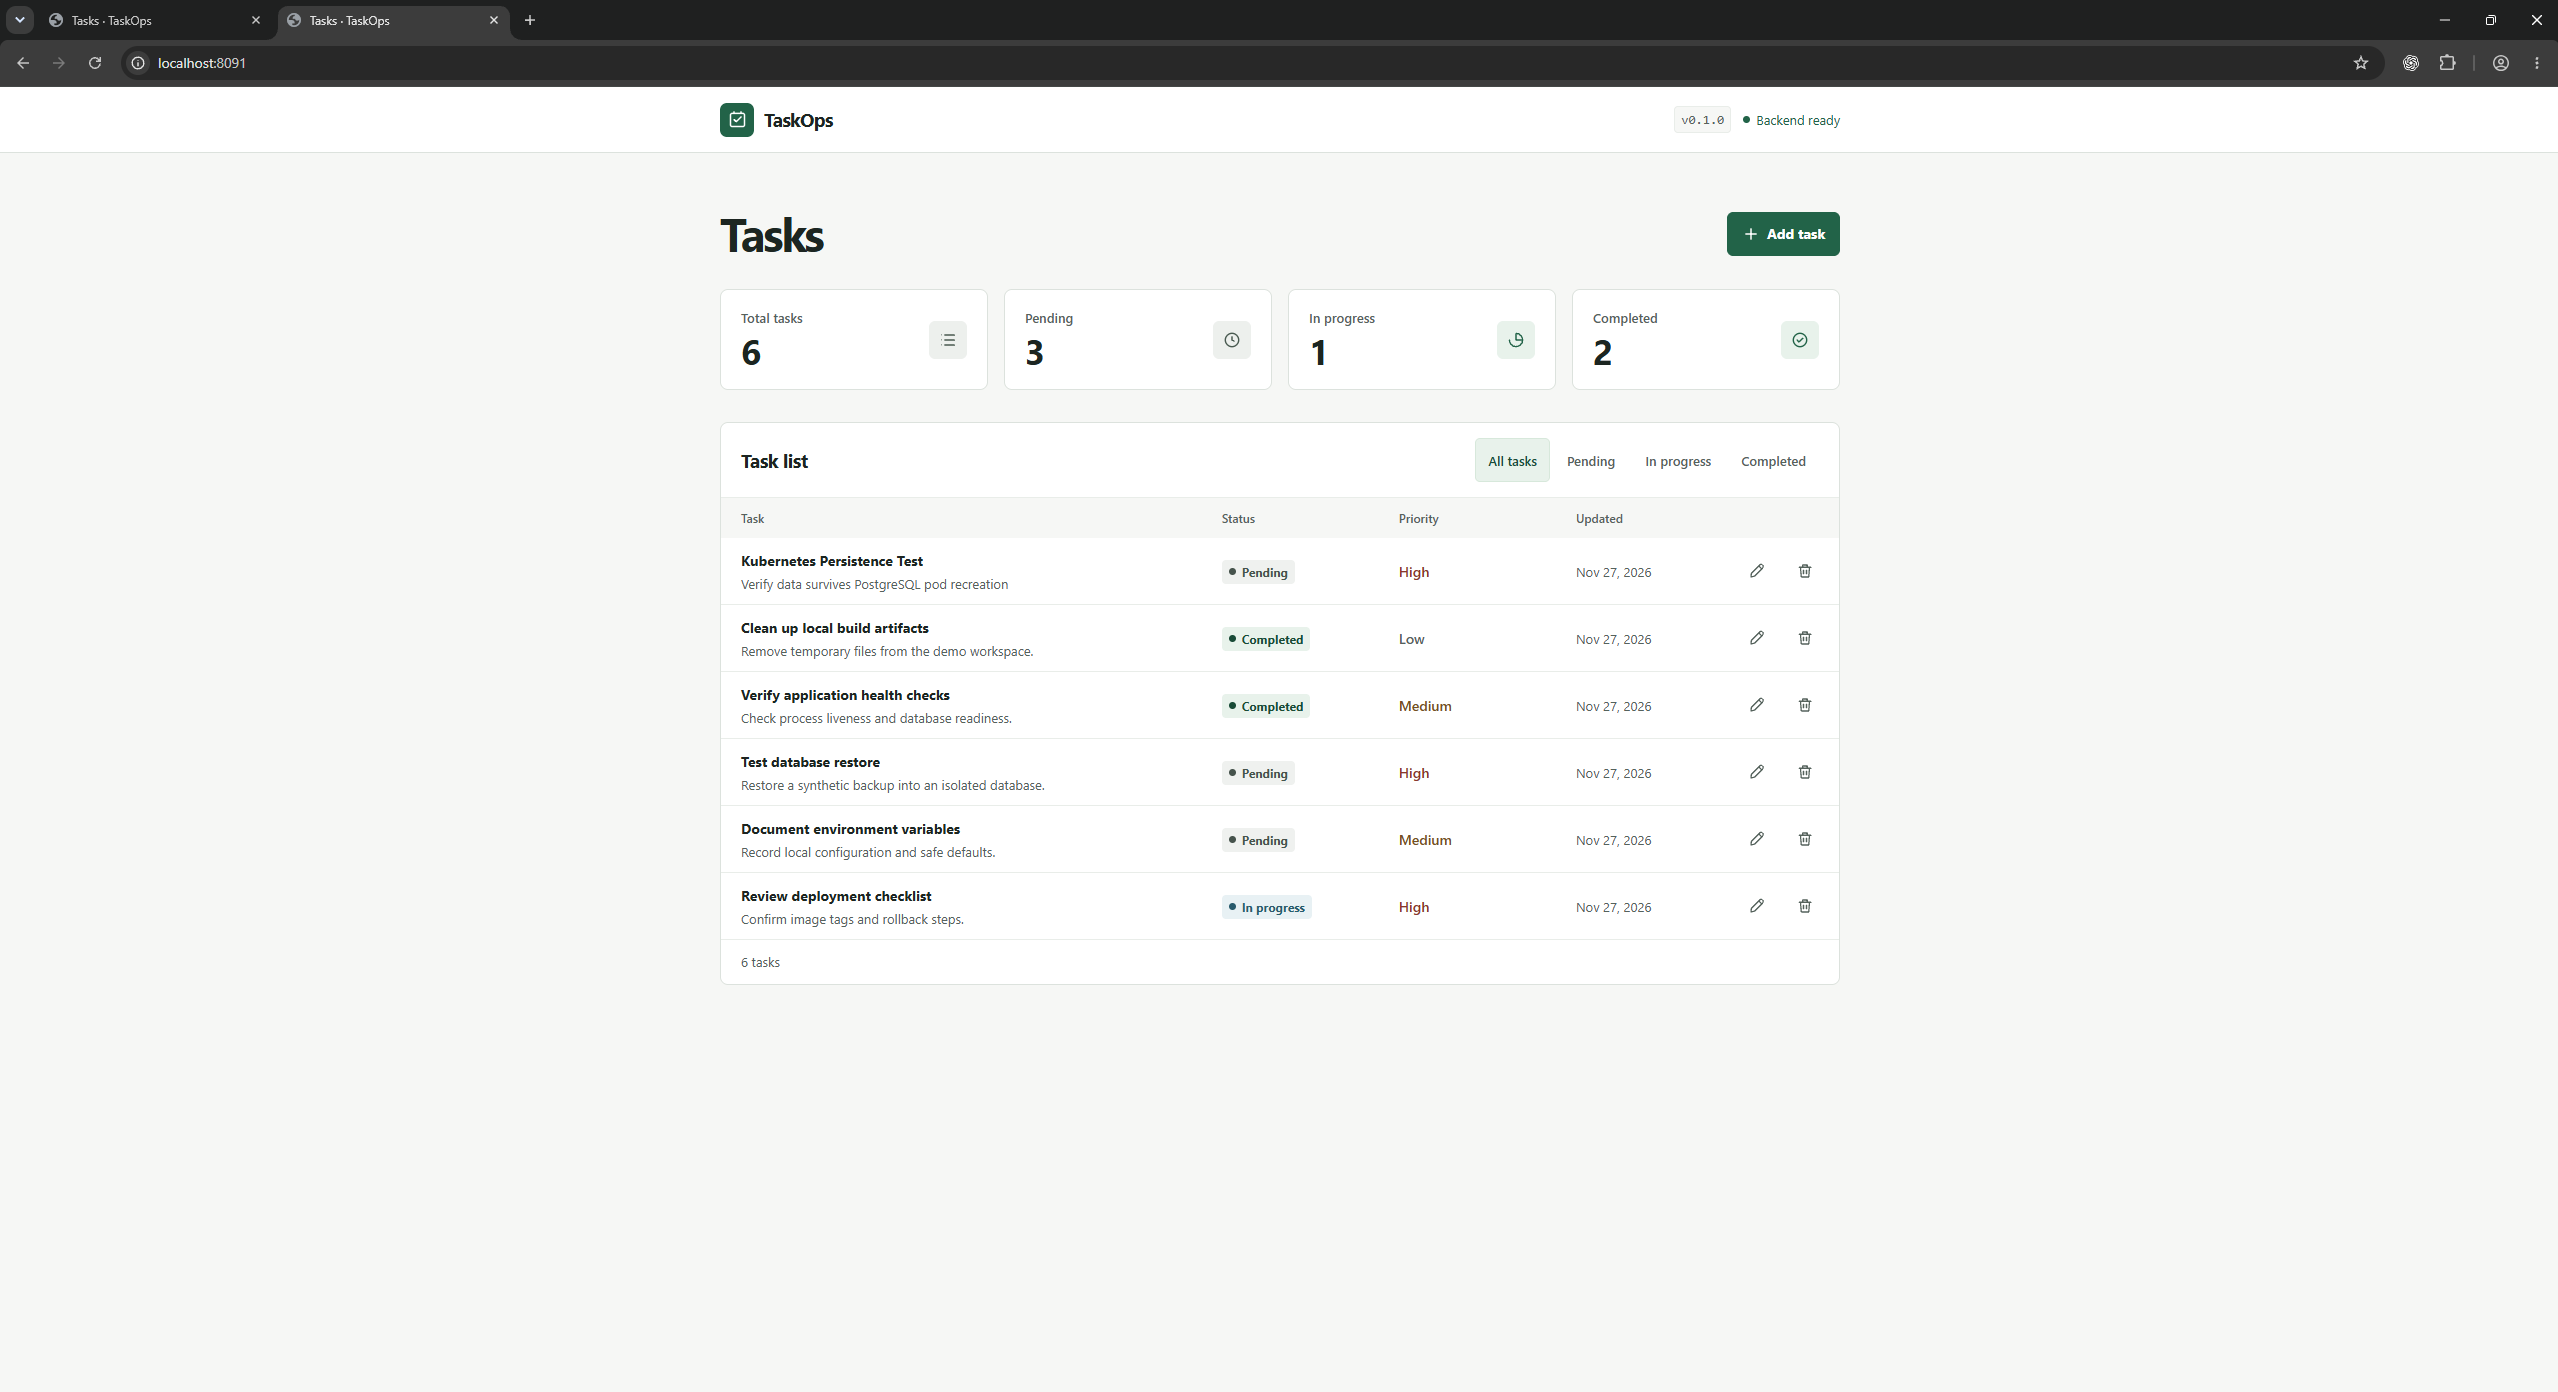 Tasks · TaskOps
Tasks · TaskOps
localhost:8091
TaskOps
v0.1.0
Backend ready
Tasks
Add task
Total tasks
6
Pending
3
In progress
1
Completed
2
Task list
All tasks Pending In progress Completed
Task Status Priority Updated
Kubernetes Persistence Test
Verify data survives PostgreSQL pod recreation
Pending High Nov 27, 2026
Clean up local build artifacts
Remove temporary files from the demo workspace.
Completed Low Nov 27, 2026
Verify application health checks
Check process liveness and database readiness.
Completed Medium Nov 27, 2026
Test database restore
Restore a synthetic backup into an isolated database.
Pending High Nov 27, 2026
Document environment variables
Record local configuration and safe defaults.
Pending Medium Nov 27, 2026
Review deployment checklist
Confirm image tags and rollback steps.
In progress High Nov 27, 2026
6 tasks